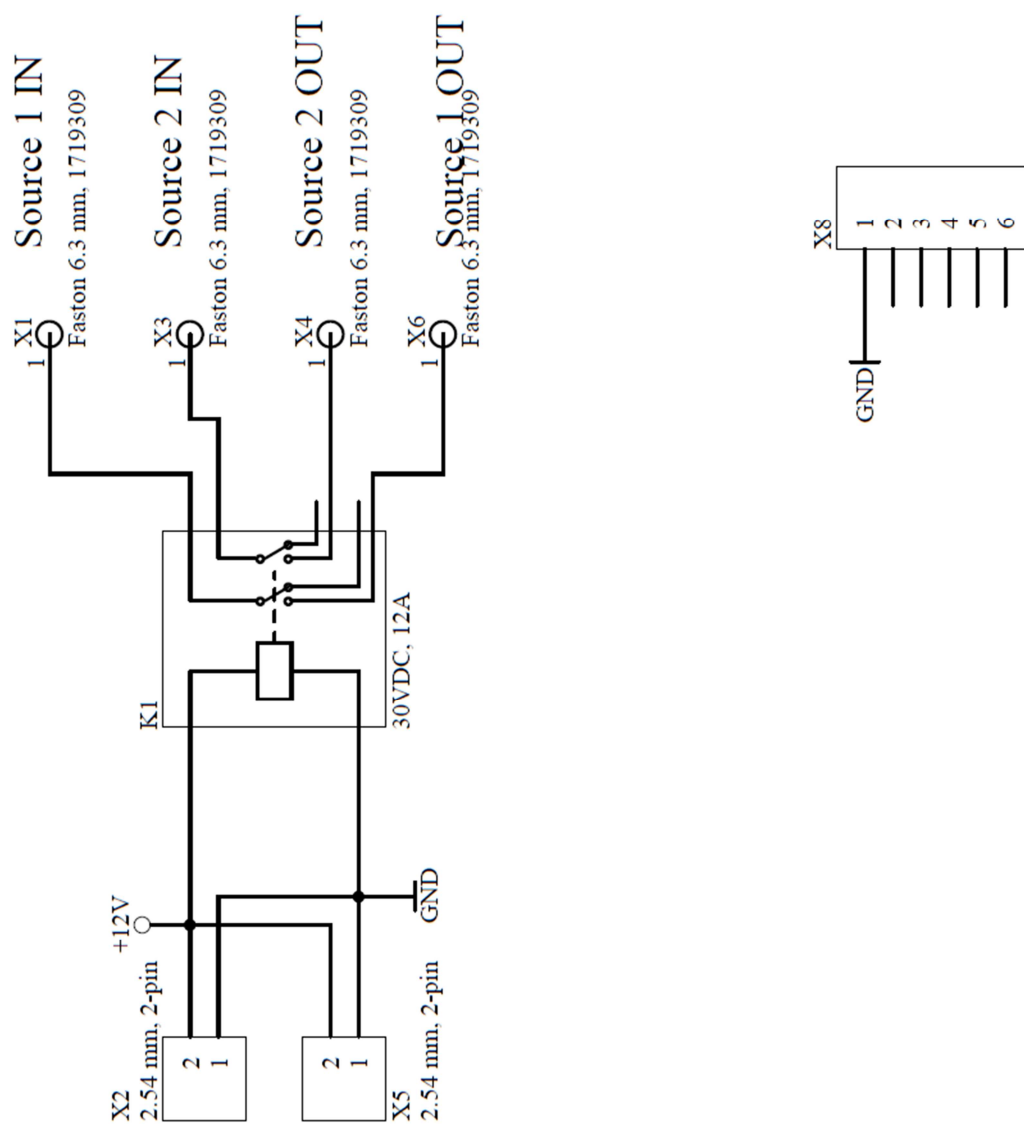 Source 1 IN
Faston 6.3 mm, 1719309
X1
1
Source 2 IN
Faston 6.3 mm, 1719309
X3
1
Source 2 OUT
Faston 6.3 mm, 1719309
X4
1
Source 1 OUT
Faston 6.3 mm, 1719309
X6
1
K1
30VDC, 12A
+12V
GND
X2
2.54 mm, 2-pin
2
1
X5
2.54 mm, 2-pin
2
1
X8
1
2
3
4
5
6
GND